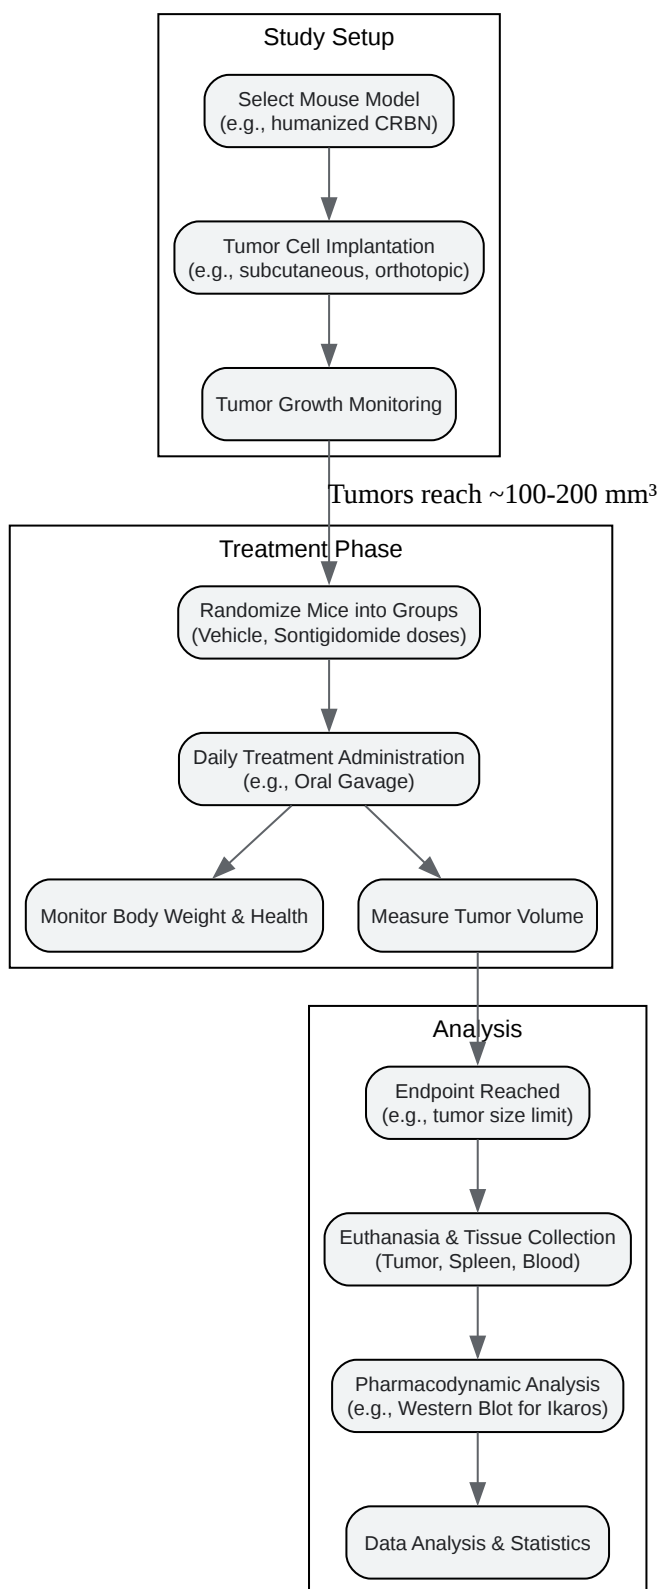 Study Setup
Select Mouse Model
(e.g., humanized CRBN)
Tumor Cell Implantation
(e.g., subcutaneous, orthotopic)
Tumor Growth Monitoring
Tumors reach ~100-200 mm³
Treatment Phase
Randomize Mice into Groups
(Vehicle, Sontigidomide doses)
Daily Treatment Administration
(e.g., Oral Gavage)
Monitor Body Weight & Health
Measure Tumor Volume
Analysis
Endpoint Reached
(e.g., tumor size limit)
Euthanasia & Tissue Collection
(Tumor, Spleen, Blood)
Pharmacodynamic Analysis
(e.g., Western Blot for Ikaros)
Data Analysis & Statistics